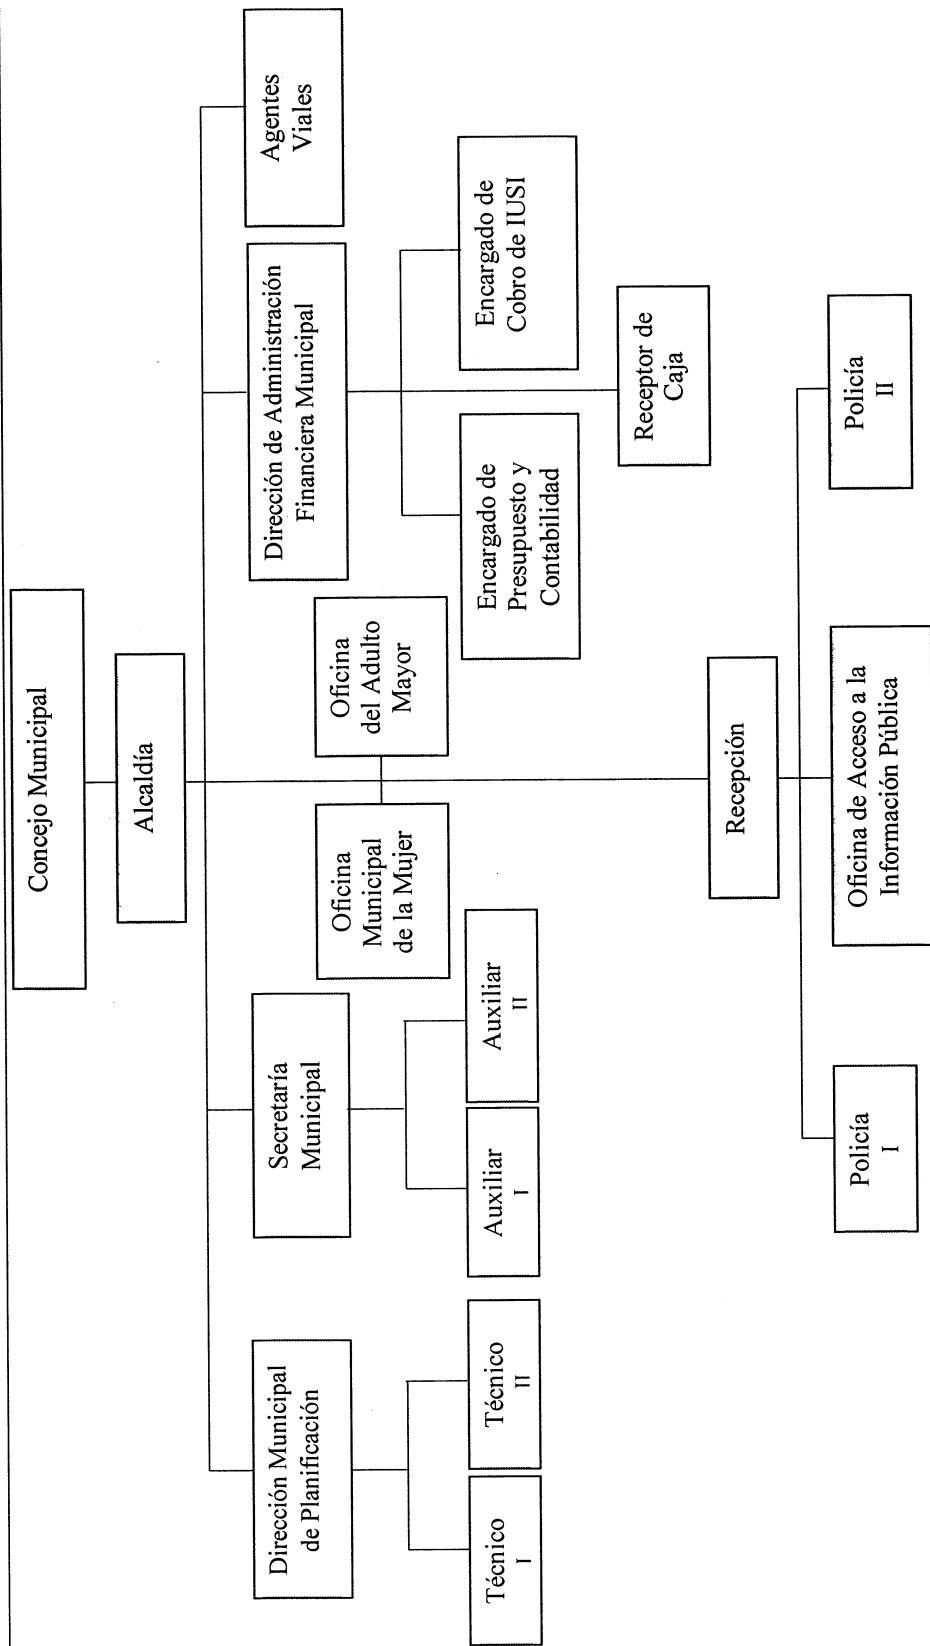 Concejo Municipal
Alcaldía
Dirección Municipal
de Planificación
Secretaría
Municipal
Oficina
Municipal
de la Mujer
Oficina
del Adulto
Mayor
Dirección de Administración
Financiera Municipal
Agentes
Viales
Técnico
I
Técnico
II
Auxiliar
I
Auxiliar
II
Encargado de
Presupuesto y
Contabilidad
Encargado de
Cobro de IUSI
Receptor de
Caja
Recepción
Policía
I
Oficina de Acceso a la
Información Pública
Policía
II